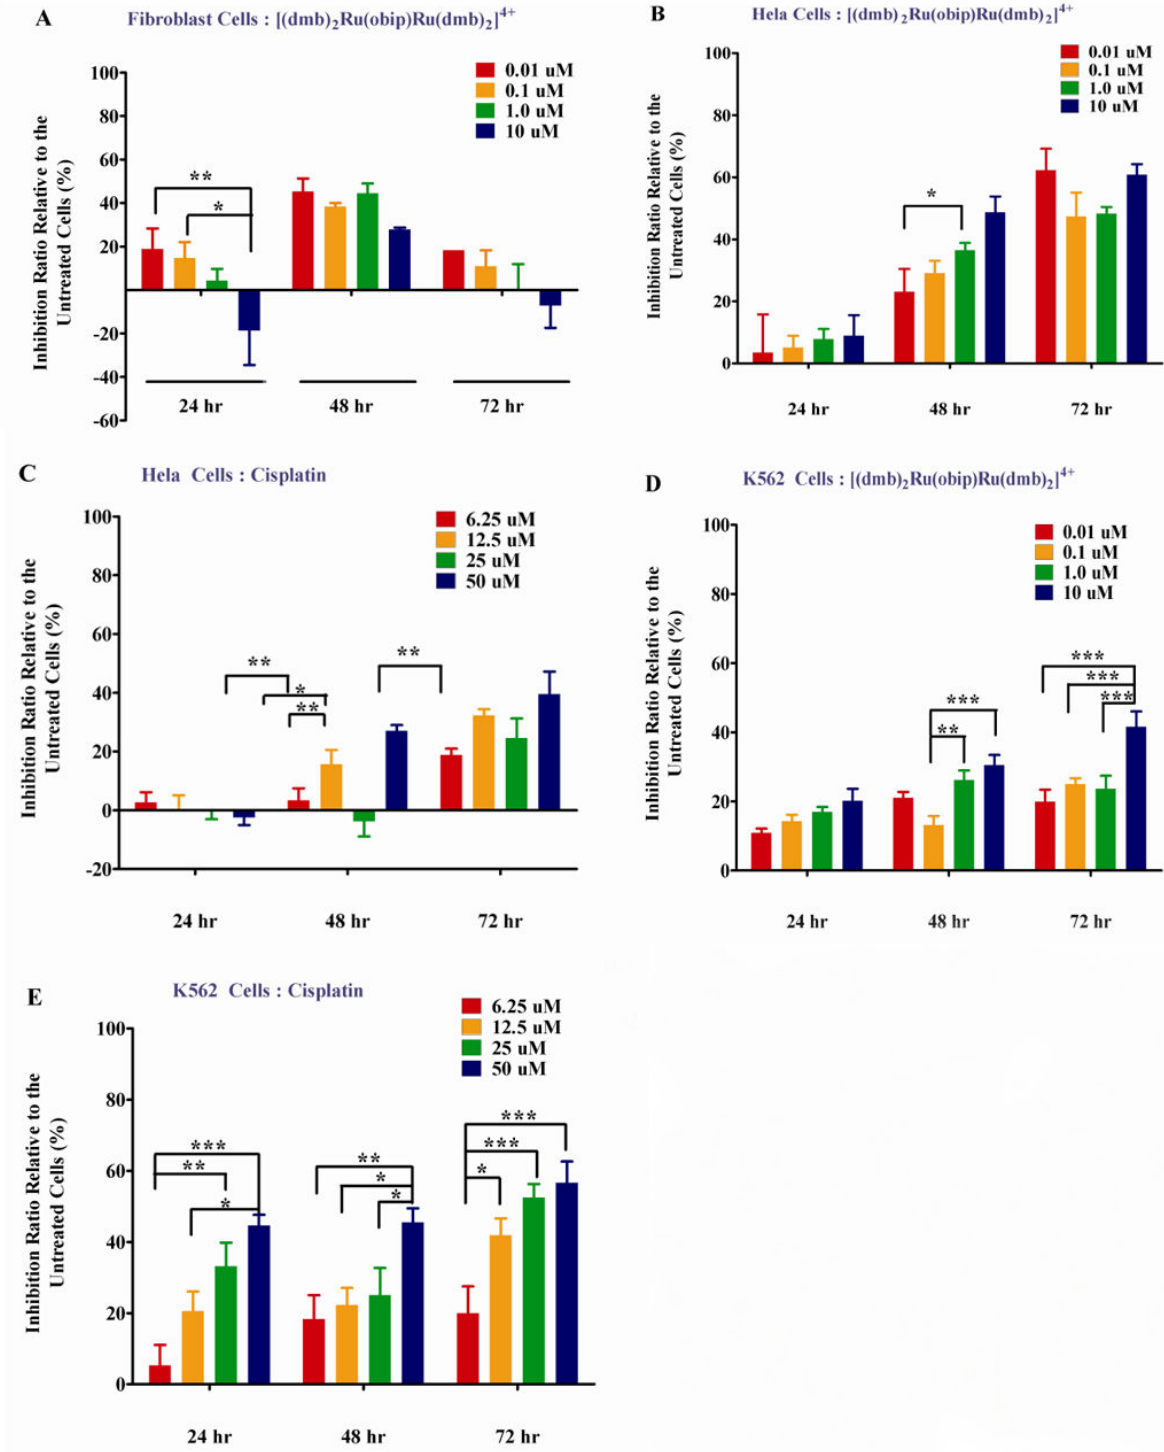 A
Fibroblast Cells : [(dmb)₂Ru(obip)Ru(dmb)₂]⁴⁺
0.01 uM
0.1 uM
1.0 uM
10 uM
Inhibition Ratio Relative to the
Untreated Cells (%)
100
80
60
40
20
-20
-40
-60
**
*
24 hr
48 hr
72 hr
B
Hela Cells : [(dmb)₂Ru(obip)Ru(dmb)₂]⁴⁺
0.01 uM
0.1 uM
1.0 uM
10 uM
Inhibition Ratio Relative to the
Untreated Cells (%)
100
80
60
40
20
0
*
24 hr
48 hr
72 hr
C
Hela Cells : Cisplatin
6.25 uM
12.5 uM
25 uM
50 uM
Inhibition Ratio Relative to the
Untreated Cells (%)
100
80
60
40
20
0
-20
**
*
**
**
24 hr
48 hr
72 hr
D
K562 Cells : [(dmb)₂Ru(obip)Ru(dmb)₂]⁴⁺
0.01 uM
0.1 uM
1.0 uM
10 uM
Inhibition Ratio Relative to the
Untreated Cells (%)
100
80
60
40
20
0
***
**
***
***
***
24 hr
48 hr
72 hr
E
K562 Cells : Cisplatin
6.25 uM
12.5 uM
25 uM
50 uM
Inhibition Ratio Relative to the
Untreated Cells (%)
100
80
60
40
20
0
***
**
*
**
*
*
***
***
*
24 hr
48 hr
72 hr